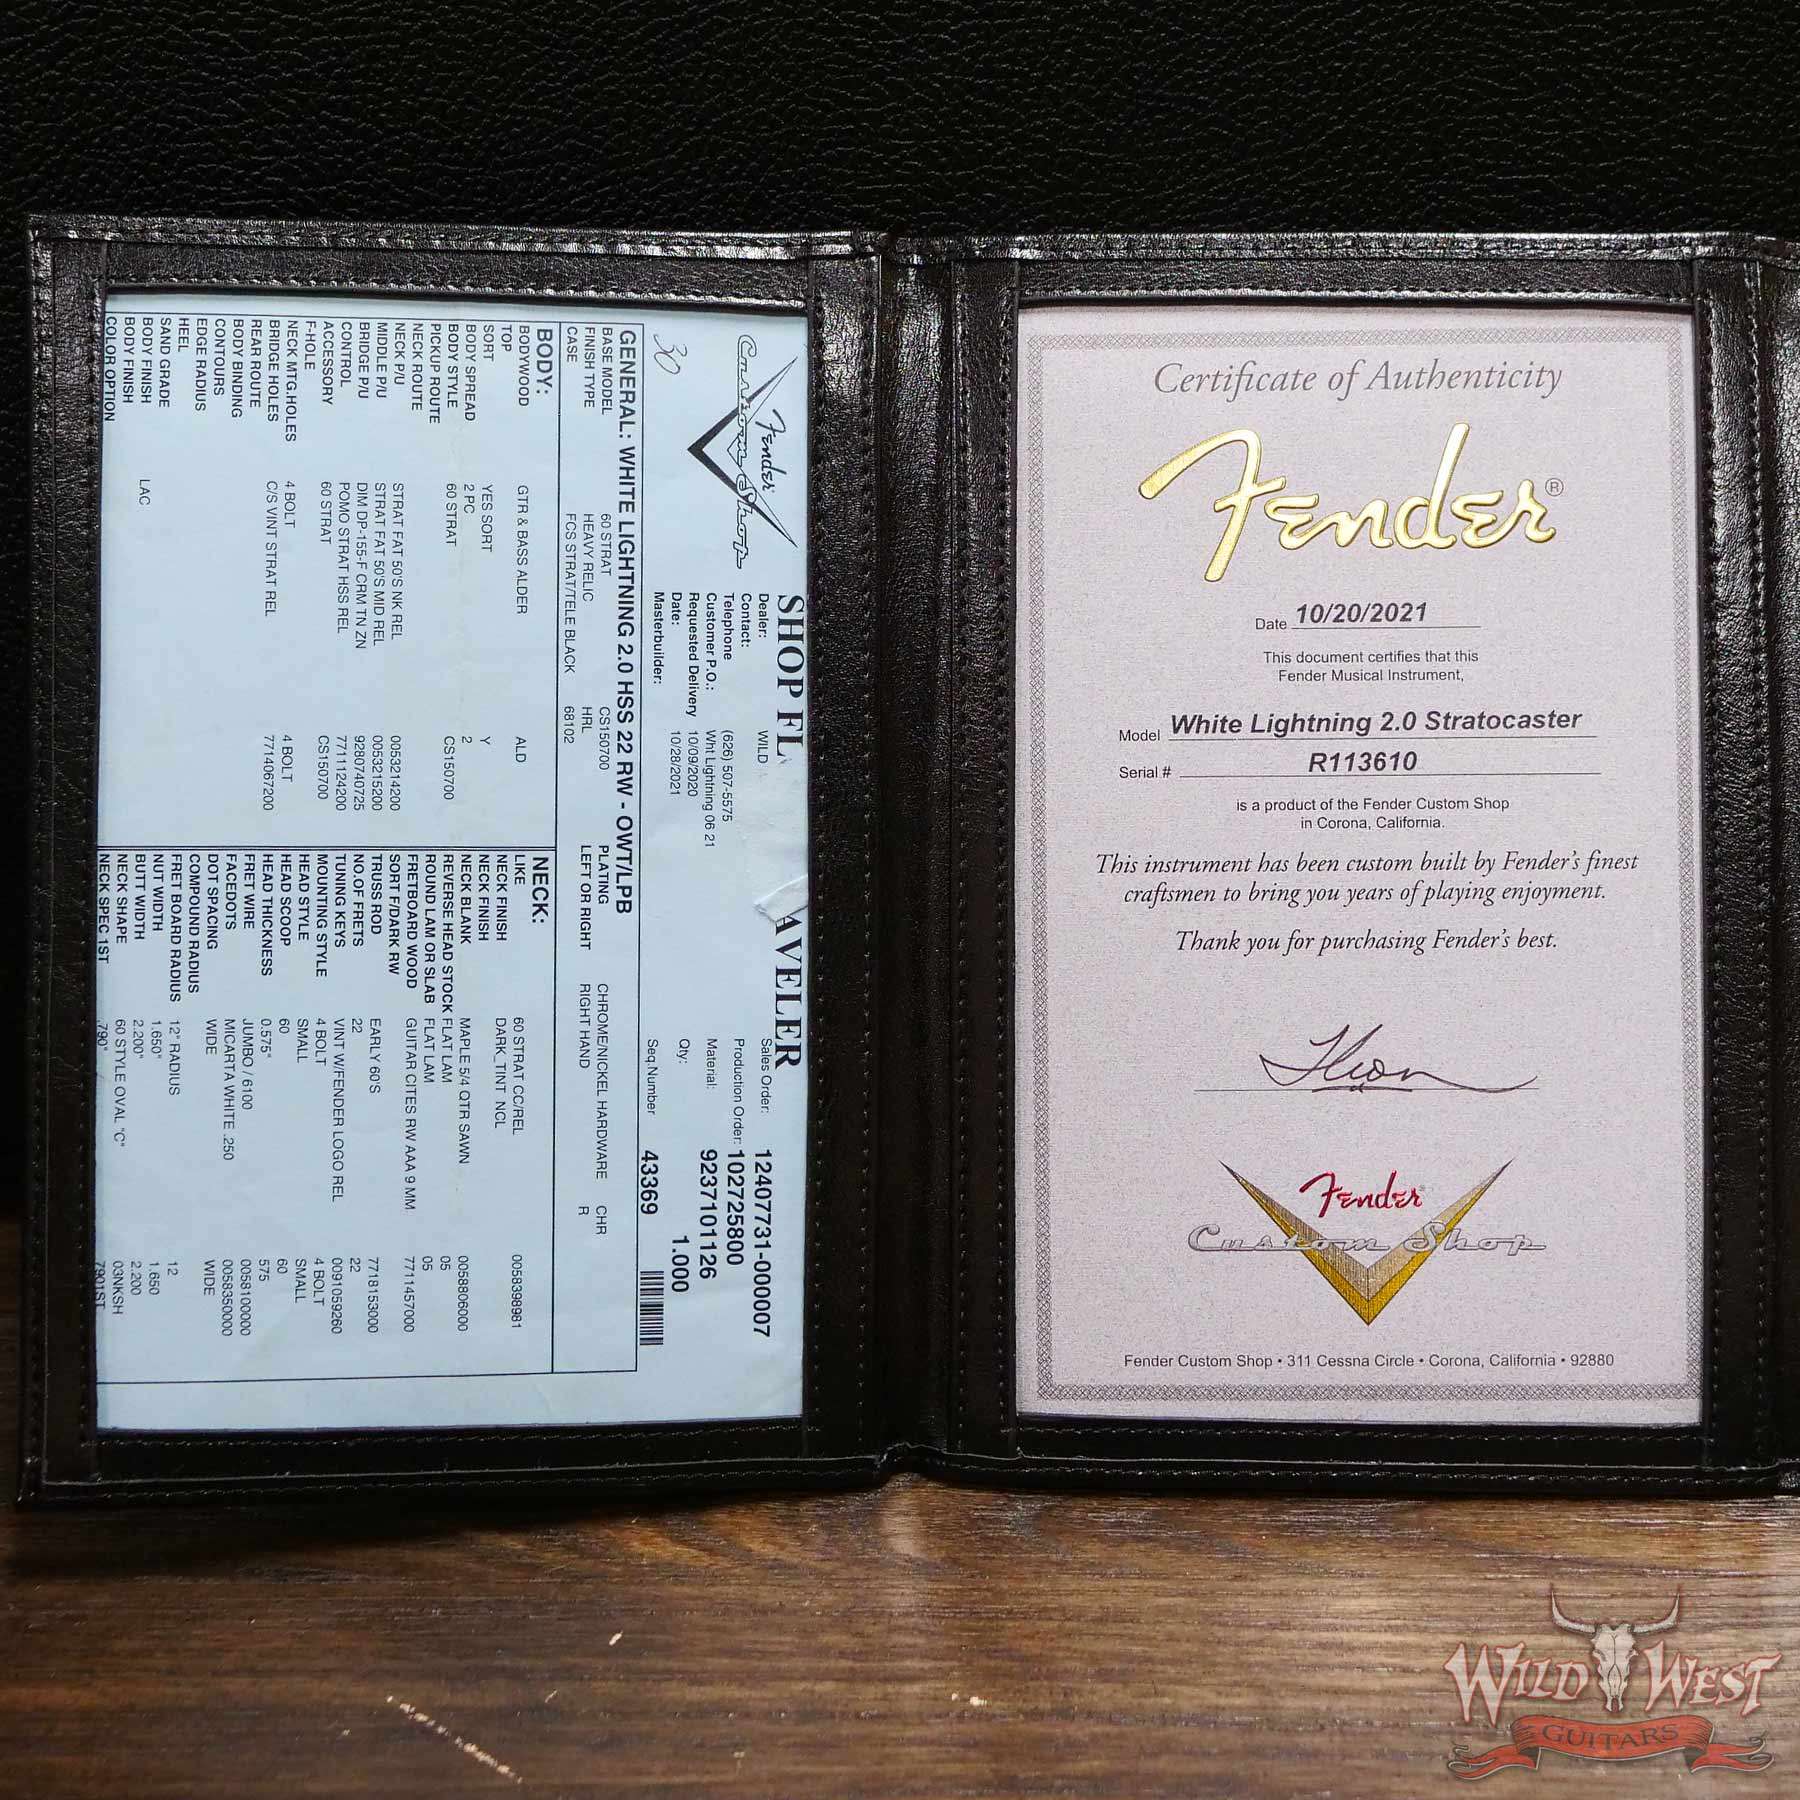 SHOP FL AVELER
Fender
Custom Shop
30
Dealer: WILD
Contact:
Telephone (626) 507-5575
Customer P.O.: Wht Lightning 06 21
Requested Delivery 10/09/2020
Date: 10/28/2021
Masterbuilder:
Sales Order: 12407731-000007
Production Order: 102725800
Material: 9237101126
Qty: 1.000
Seq.Number 43369
GENERAL: WHITE LIGHTNING 2.0 HSS 22 RW - OWT/LPB
BASE MODEL 60 STRAT CS150700 PLATING CHROME/NICKEL HARDWARE CHR
FINISH TYPE HEAVY RELIC HRL LEFT OR RIGHT RIGHT HAND R
CASE FCS STRAT/TELE BLACK 68102
BODY:
BODYWOOD GTR & BASS ALDER ALD
TOP
SORT YES SORT Y
BODY SPREAD 2 PC 2
BODY STYLE 60 STRAT CS150700
PICKUP ROUTE
NECK ROUTE
NECK P/U STRAT FAT 50'S NK REL 0053214200
MIDDLE P/U STRAT FAT 50'S MID REL 0053215200
BRIDGE P/U DIM DP-155-F CRM TN ZN 9280740725
CONTROL POMO STRAT HSS REL 7711124200
ACCESSORY 60 STRAT CS150700
F-HOLE
NECK MTG.HOLES 4 BOLT 4 BOLT
BRIDGE HOLES C/S VINT STRAT REL 7714067200
REAR ROUTE
BODY BINDING
CONTOURS
EDGE RADIUS
HEEL
SAND GRADE
BODY FINISH LAC
BODY FINISH
COLOR OPTION
NECK:
LIKE 60 STRAT CC/REL 0058398981
NECK FINISH DARK_TINT NCL
NECK FINISH
NECK BLANK MAPLE 5/4 QTR SAWN 0058806000
REVERSE HEAD STOCK FLAT LAM 05
ROUND LAM OR SLAB FLAT LAM 05
FRETBOARD WOOD GUITAR CITES RW AAA 9 MM 7711457000
SORT F/DARK RW
TRUSS ROD EARLY 60'S 7718153000
NO.OF FRETS 22 22
TUNING KEYS VINT W/FENDER LOGO REL 0091059260
MOUNTING STYLE 4 BOLT 4 BOLT
HEAD STYLE SMALL SMALL
HEAD SCOOP 60 60
HEAD THICKNESS 0.575" 575
FRET WIRE JUMBO / 6100 0058100000
FACEDOTS MICARTA WHITE .250 0058350000
DOT SPACING WIDE WIDE
COMPOUND RADIUS
FRET BOARD RADIUS 12" RADIUS 12
NUT WIDTH 1.650" 1.650
BUTT WIDTH 2.200" 2.200
NECK SHAPE 60 STYLE OVAL "C" 03NKSH
NECK SPEC 1ST .790" 7901ST
Certificate of Authenticity
Fender®
Date 10/20/2021
This document certifies that this
Fender Musical Instrument,
Model White Lightning 2.0 Stratocaster
Serial # R113610
is a product of the Fender Custom Shop
in Corona, California.
This instrument has been custom built by Fender's finest
craftsmen to bring you years of playing enjoyment.
Thank you for purchasing Fender's best.
Fender
Custom Shop
Fender Custom Shop • 311 Cessna Circle • Corona, California • 92880
WILD WEST
GUITARS